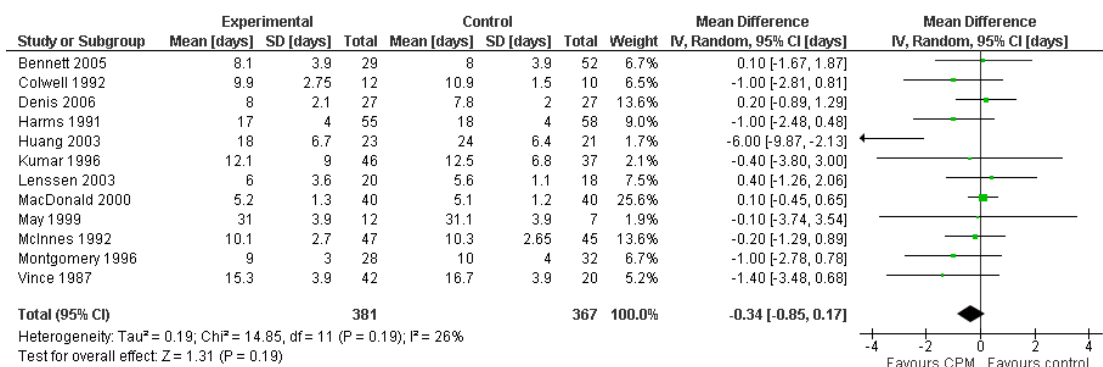 Experimental Control Mean Difference Mean Difference
Study or Subgroup Mean [days] SD [days] Total Mean [days] SD [days] Total Weight IV, Random, 95% CI [days] IV, Random, 95% CI [days]
Bennett 2005 8.1 3.9 29 8 3.9 52 6.7% 0.10 [-1.67, 1.87]
Colwell 1992 9.9 2.75 12 10.9 1.5 10 6.5% -1.00 [-2.81, 0.81]
Denis 2006 8 2.1 27 7.8 2 27 13.6% 0.20 [-0.89, 1.29]
Harms 1991 17 4 55 18 4 58 9.0% -1.00 [-2.48, 0.48]
Huang 2003 18 6.7 23 24 6.4 21 1.7% -6.00 [-9.87, -2.13]
Kumar 1996 12.1 9 46 12.5 6.8 37 2.1% -0.40 [-3.80, 3.00]
Lenssen 2003 6 3.6 20 5.6 1.1 18 7.5% 0.40 [-1.26, 2.06]
MacDonald 2000 5.2 1.3 40 5.1 1.2 40 25.6% 0.10 [-0.45, 0.65]
May 1999 31 3.9 12 31.1 3.9 7 1.9% -0.10 [-3.74, 3.54]
McInnes 1992 10.1 2.7 47 10.3 2.65 45 13.6% -0.20 [-1.29, 0.89]
Montgomery 1996 9 3 28 10 4 32 6.7% -1.00 [-2.78, 0.78]
Vince 1987 15.3 3.9 42 16.7 3.9 20 5.2% -1.40 [-3.48, 0.68]
Total (95% CI) 381 367 100.0% -0.34 [-0.85, 0.17]
Heterogeneity: Tau² = 0.19; Chi² = 14.85, df = 11 (P = 0.19); I² = 26%
Test for overall effect: Z = 1.31 (P = 0.19)
-4 -2 0 2 4
Favours CPM Favours control